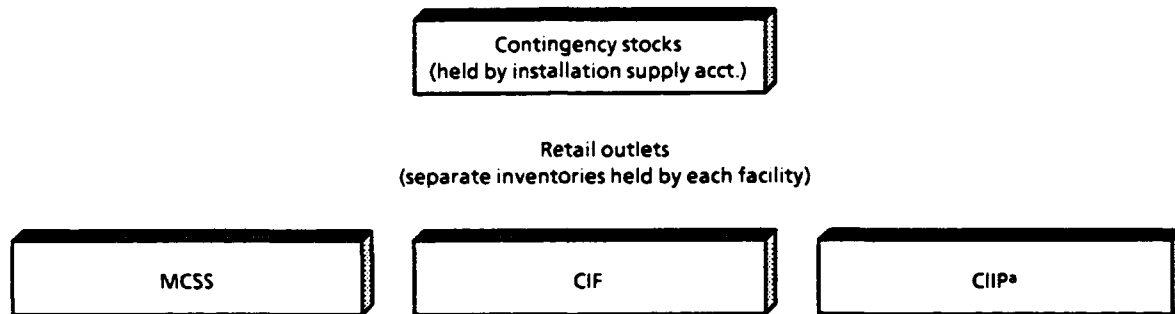 Contingency stocks
(held by installation supply acct.)
Retail outlets
(separate inventories held by each facility)
MCSS
CIF
CIIPᵃ